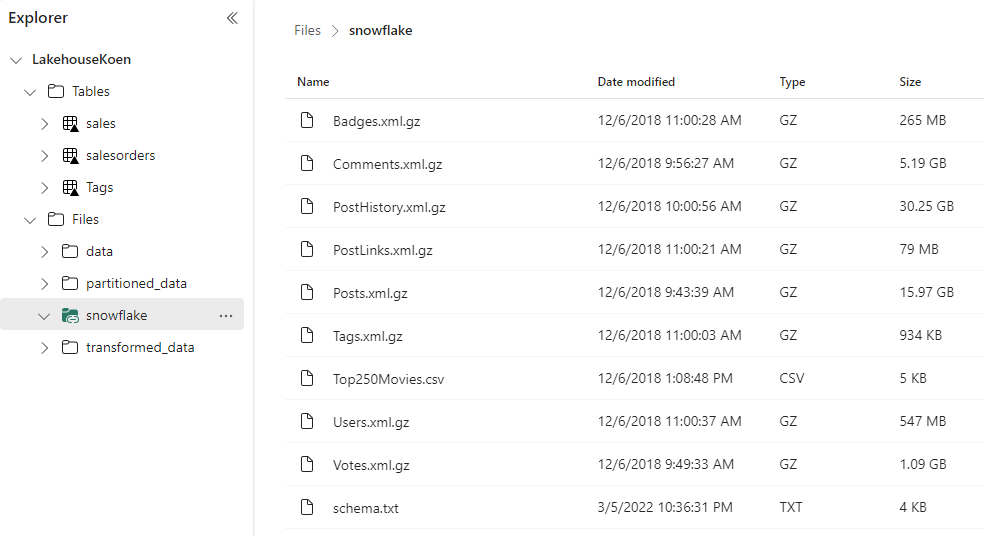 Explorer
LakehouseKoen
Tables
sales
salesorders
Tags
Files
data
partitioned_data
snowflake ...
transformed_data
Files > snowflake
Name Date modified Type Size
Badges.xml.gz 12/6/2018 11:00:28 AM GZ 265 MB
Comments.xml.gz 12/6/2018 9:56:27 AM GZ 5.19 GB
PostHistory.xml.gz 12/6/2018 10:00:56 AM GZ 30.25 GB
PostLinks.xml.gz 12/6/2018 11:00:21 AM GZ 79 MB
Posts.xml.gz 12/6/2018 9:43:39 AM GZ 15.97 GB
Tags.xml.gz 12/6/2018 11:00:03 AM GZ 934 KB
Top250Movies.csv 12/6/2018 1:08:48 PM CSV 5 KB
Users.xml.gz 12/6/2018 11:00:37 AM GZ 547 MB
Votes.xml.gz 12/6/2018 9:49:33 AM GZ 1.09 GB
schema.txt 3/5/2022 10:36:31 PM TXT 4 KB